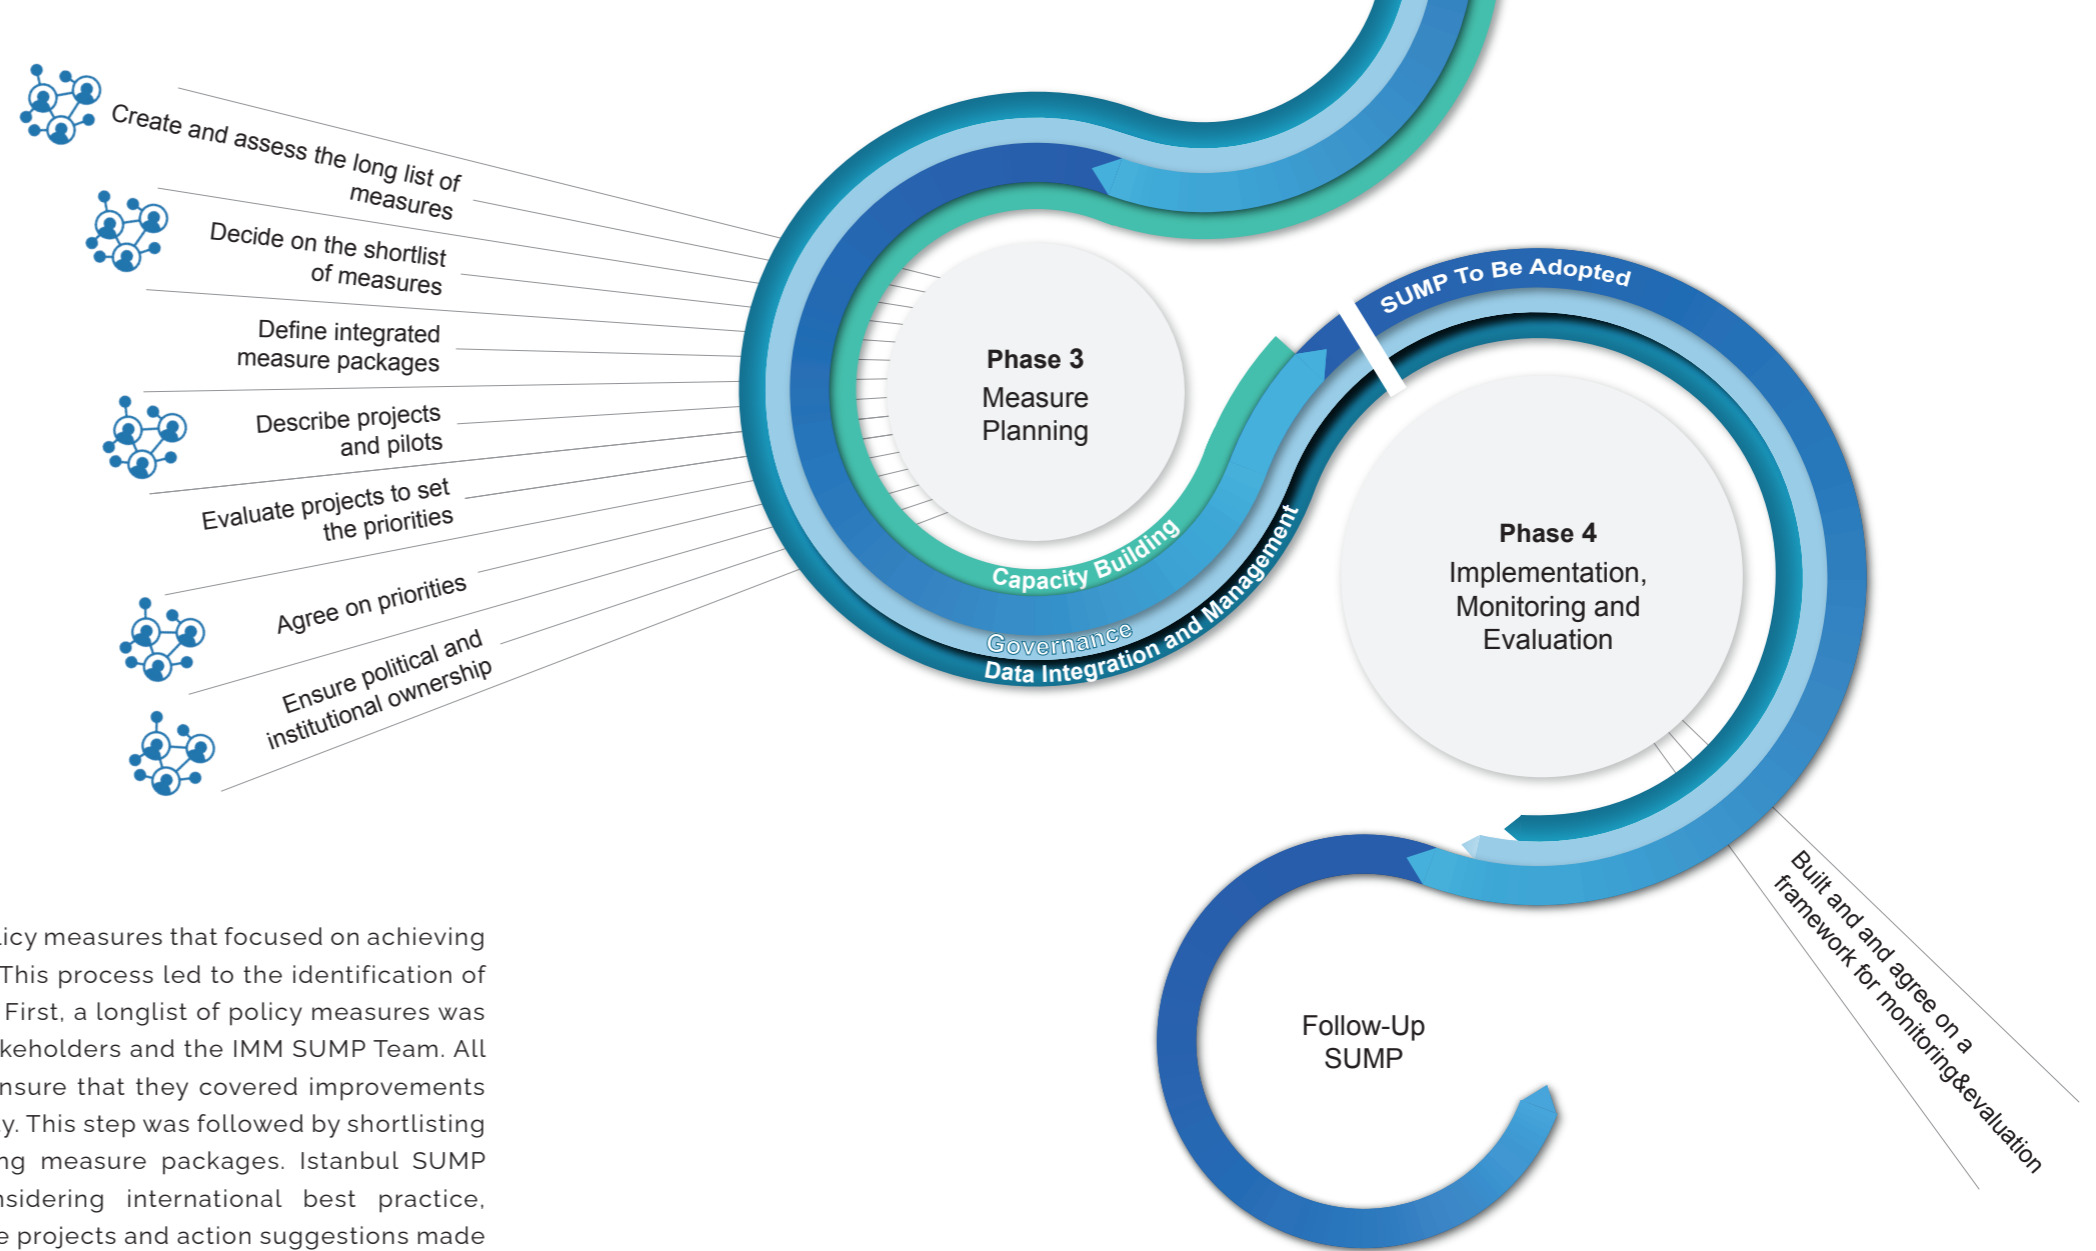 Create and assess the long list of
measures
Decide on the shortlist
of measures
Define integrated
measure packages
Describe projects
and pilots
Evaluate projects to set
the priorities
Agree on priorities
Ensure political and
institutional ownership
Phase 3
Measure
Planning
Capacity Building
Governance
Data Integration and Management
SUMP To Be Adopted
Phase 4
Implementation,
Monitoring and
Evaluation
Built and and agree on a
framework for monitoring&evaluation
Follow-Up
SUMP
measures that focused on achieving
This process led to the identification of
First, a longlist of policy measures was
and the IMM SUMP Team. All
that they covered improvements
This step was followed by shortlisting
measure packages. Istanbul SUMP
international best practice,
projects and action suggestions made